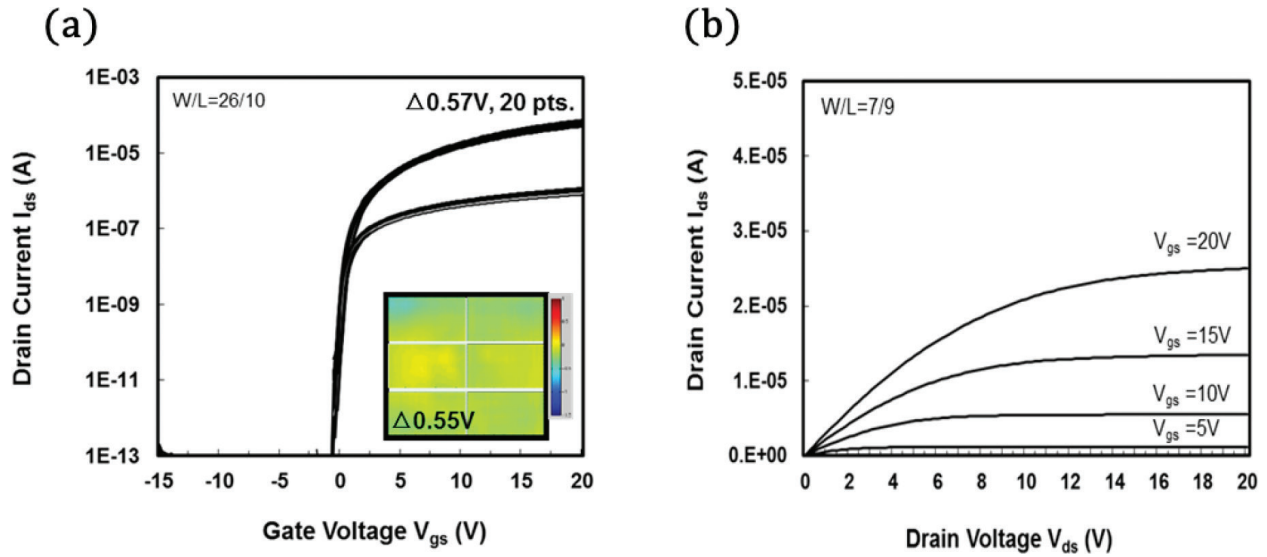 (a)
1E-03
1E-05
1E-07
1E-09
1E-11
1E-13
Drain Current Ids (A)
W/L=26/10
△0.57V, 20 pts.
△0.55V
-15 -10 -5 0 5 10 15 20
Gate Voltage Vgs (V)
(b)
5.E-05
4.E-05
3.E-05
2.E-05
1.E-05
0.E+00
Drain Current Ids (A)
W/L=7/9
Vgs =20V
Vgs =15V
Vgs =10V
Vgs =5V
0 2 4 6 8 10 12 14 16 18 20
Drain Voltage Vds (V)